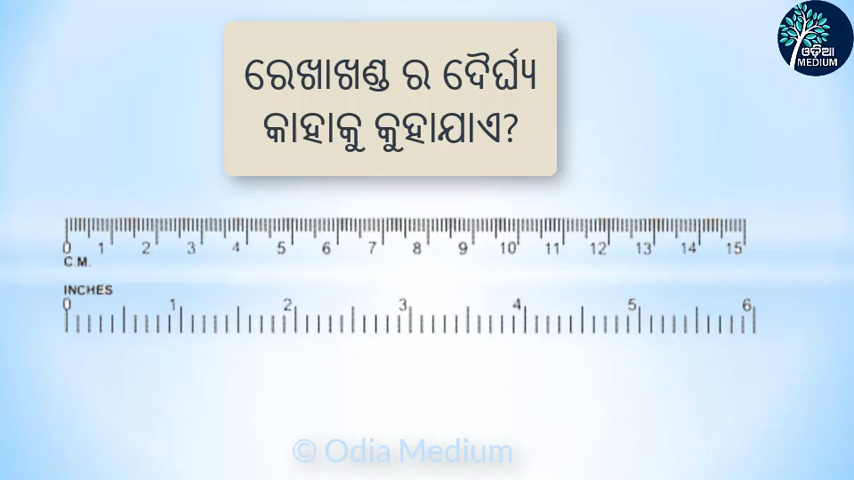 ଓଡ଼ିଆ
MEDIUM
ରେଖାଖଣ୍ଡ ର ଦୈର୍ଘ୍ୟ
କାହାକୁ କୁହାଯାଏ?
0 1 2 3 4 5 6 7 8 9 10 11 12 13 14 15
C.M.
INCHES
0 1 2 3 4 5 6
© Odia Medium